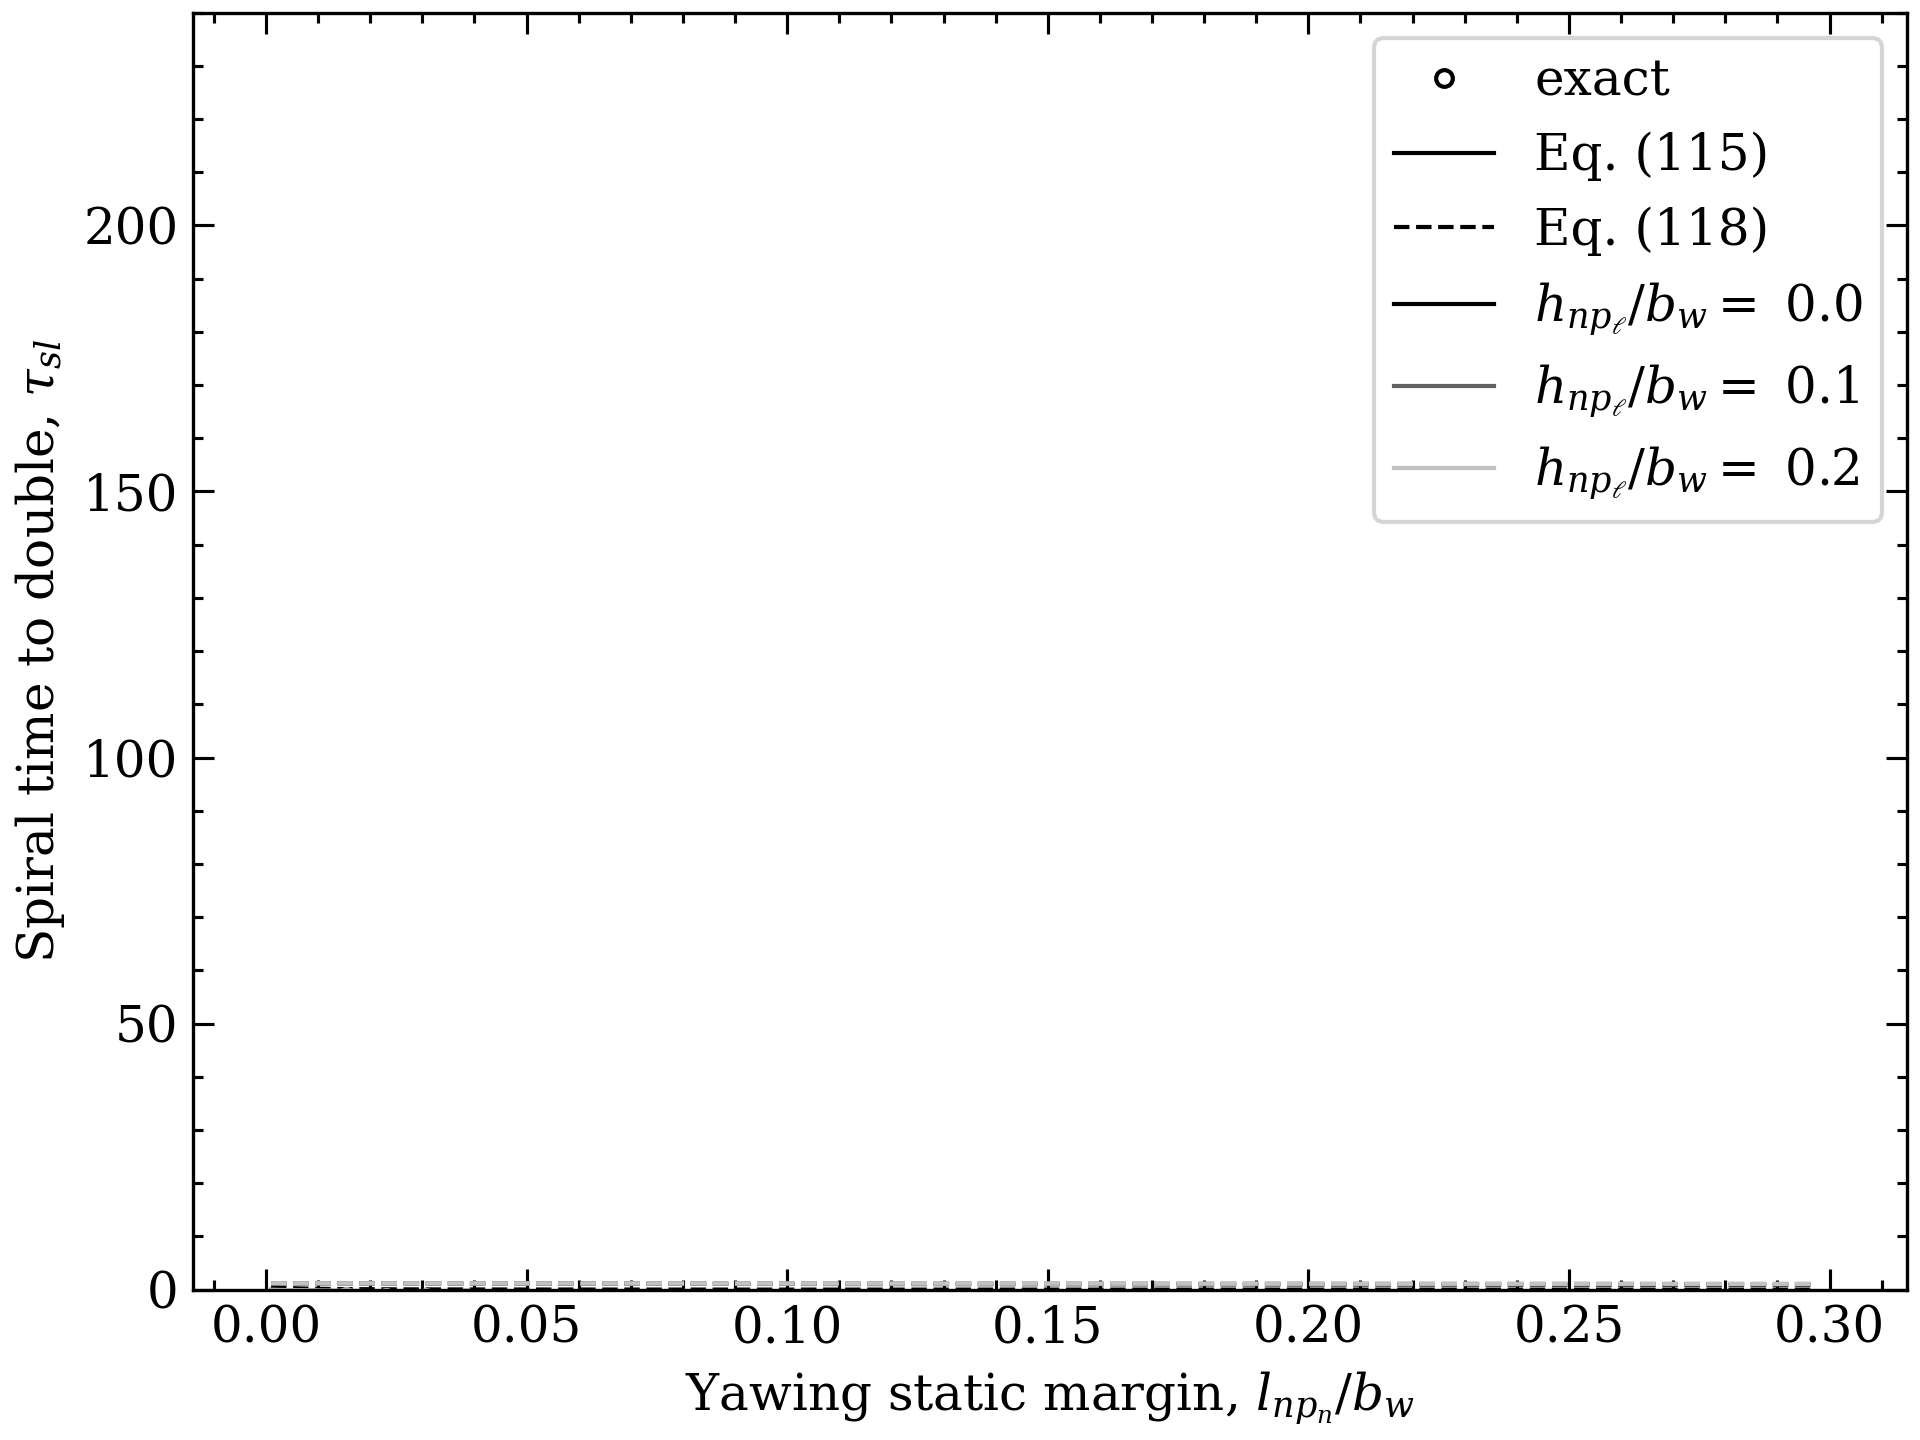 exact
Eq. (115)
Eq. (118)
h_{np_ℓ}/b_w = 0.0
h_{np_ℓ}/b_w = 0.1
h_{np_ℓ}/b_w = 0.2
Spiral time to double, τ_{sl}
200
150
100
50
0
0.00 0.05 0.10 0.15 0.20 0.25 0.30
Yawing static margin, l_{np_n}/b_w